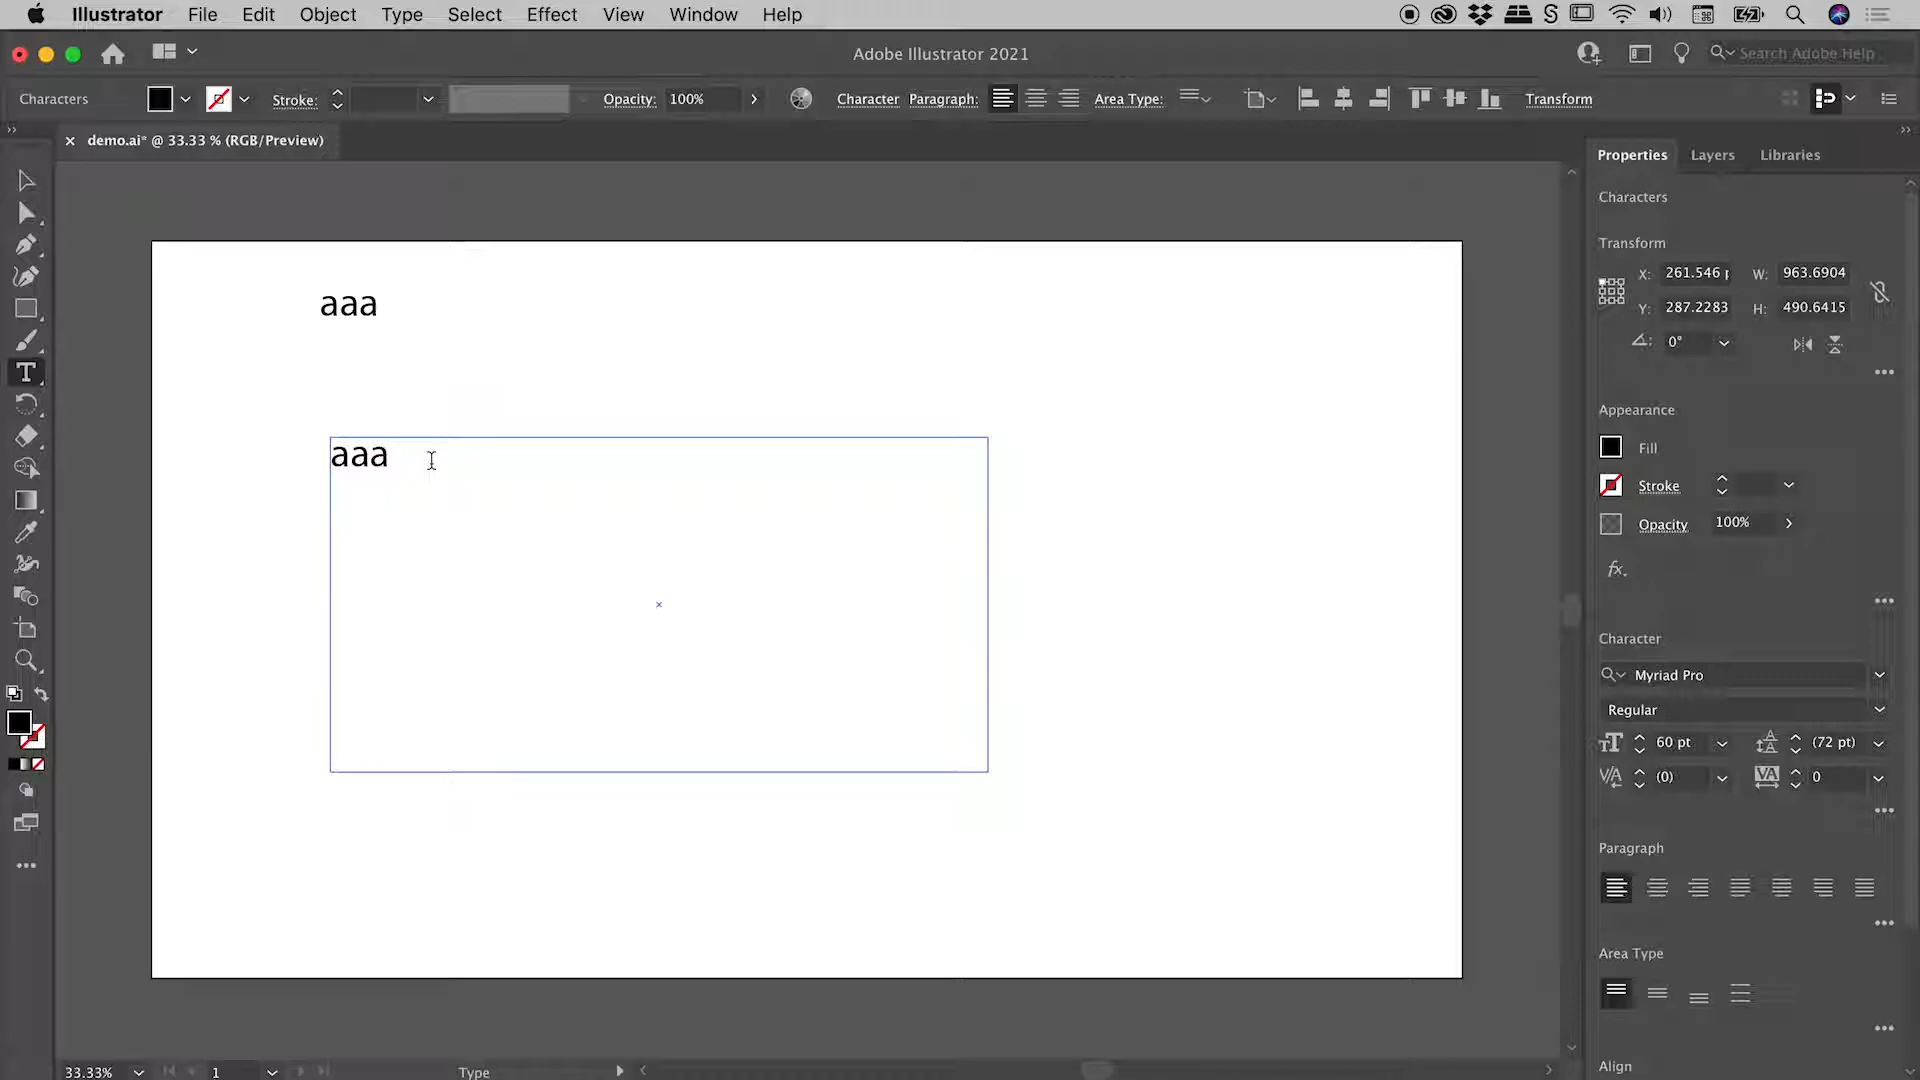 Illustrator File Edit Object Type Select Effect View Window Help
Adobe Illustrator 2021
Search Adobe Help
Characters Stroke: Opacity: 100% Character Paragraph: Area Type: Transform
demo.ai* @ 33.33 % (RGB/Preview)
Properties Layers Libraries
Characters
Transform
X: 261.546 W: 963.6904
Y: 287.2283 H: 490.6415
0°
aaa
aaa
Appearance
Fill
Stroke
Opacity 100%
fx.
Character
Myriad Pro
Regular
60 pt (72 pt)
(0) 0
Paragraph
Area Type
Align
33.33% 1 Type